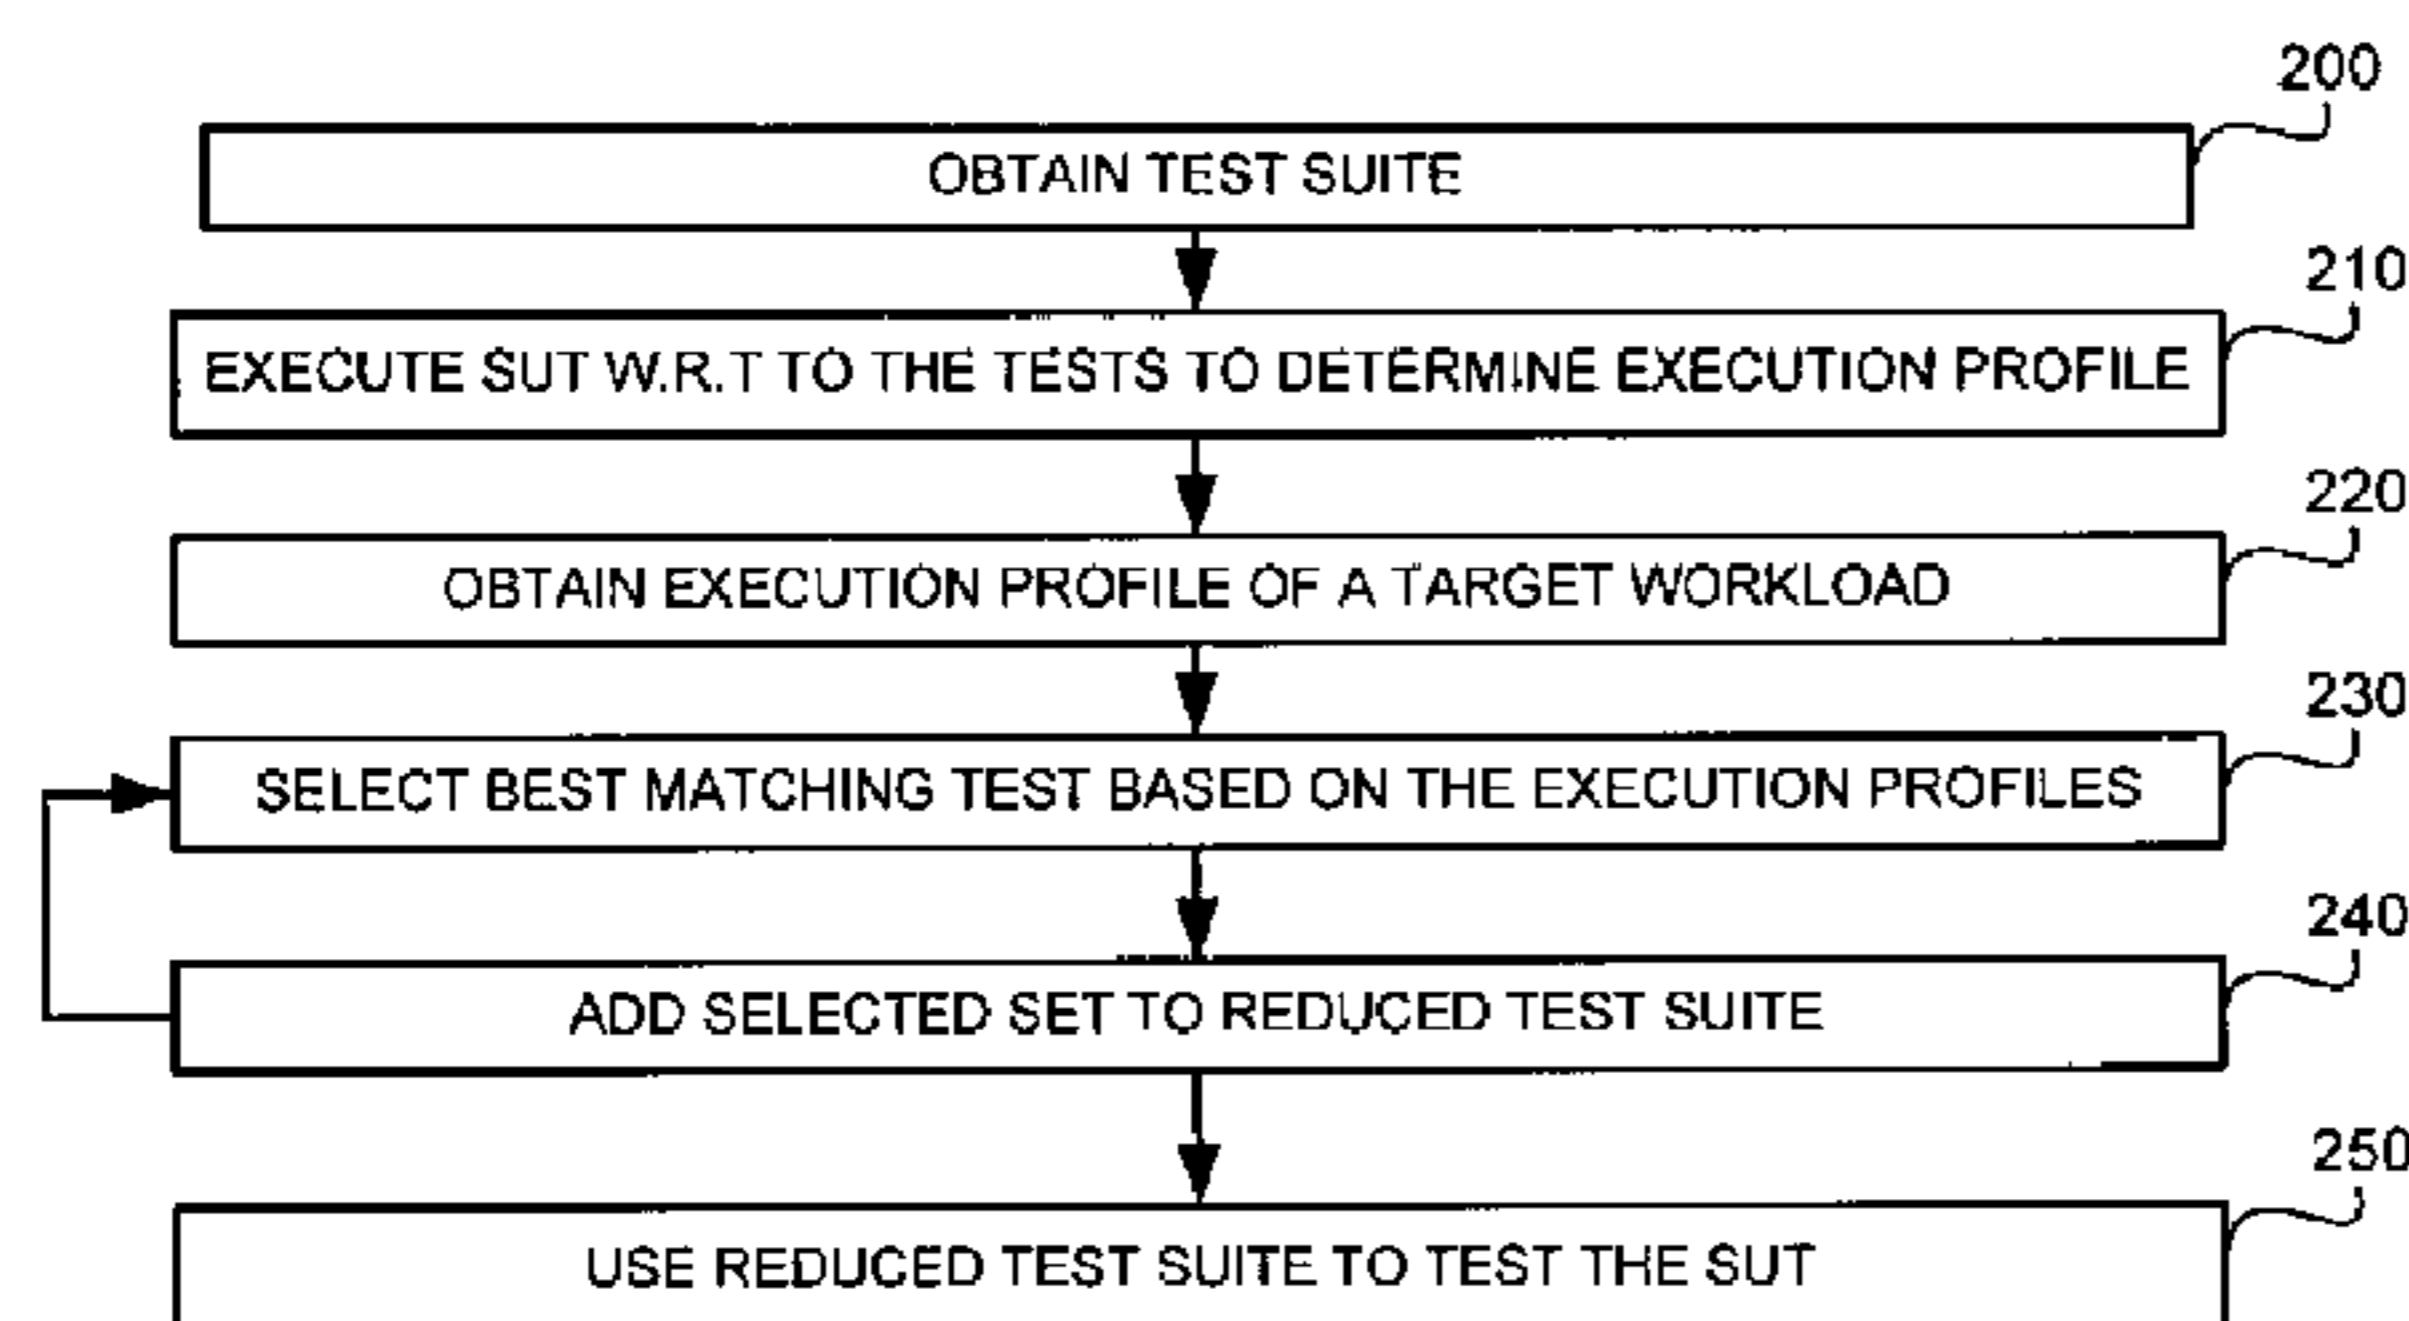 200
OBTAIN TEST SUITE
210
EXECUTE SUT W.R.T TO THE TESTS TO DETERMINE EXECUTION PROFILE
220
OBTAIN EXECUTION PROFILE OF A TARGET WORKLOAD
230
SELECT BEST MATCHING TEST BASED ON THE EXECUTION PROFILES
240
ADD SELECTED SET TO REDUCED TEST SUITE
250
USE REDUCED TEST SUITE TO TEST THE SUT